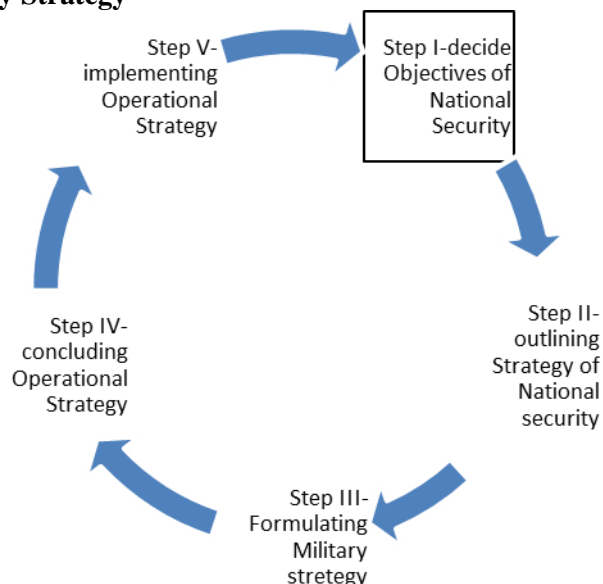 y Strategy
Step V-
implementing
Operational
Strategy
Step I-decide
Objectives of
National
Security
Step II-
outlining
Strategy of
National
security
Step III-
Formulating
Military
stretegy
Step IV-
concluding
Operational
Strategy